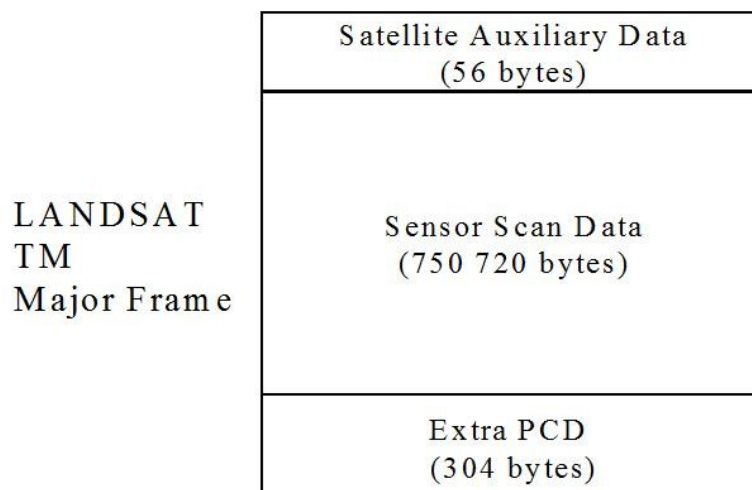 Satellite Auxiliary Data
(56 bytes)
LANDSAT
TM
Major Frame
Sensor Scan Data
(750 720 bytes)
Extra PCD
(304 bytes)